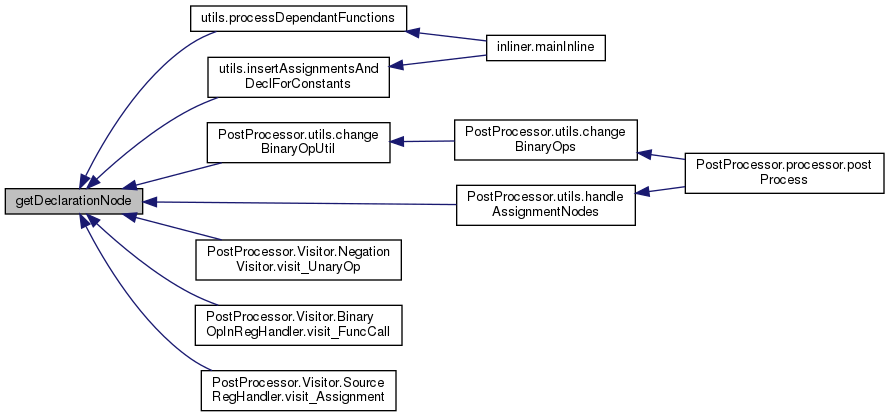 utils.processDependantFunctions
inliner.mainInline
utils.insertAssignmentsAnd
DeclForConstants
PostProcessor.utils.change
BinaryOpUtil
PostProcessor.utils.change
BinaryOps
PostProcessor.processor.post
Process
getDeclarationNode
PostProcessor.utils.handle
AssignmentNodes
PostProcessor.Visitor.Negation
Visitor.visit_UnaryOp
PostProcessor.Visitor.Binary
OpInRegHandler.visit_FuncCall
PostProcessor.Visitor.Source
RegHandler.visit_Assignment